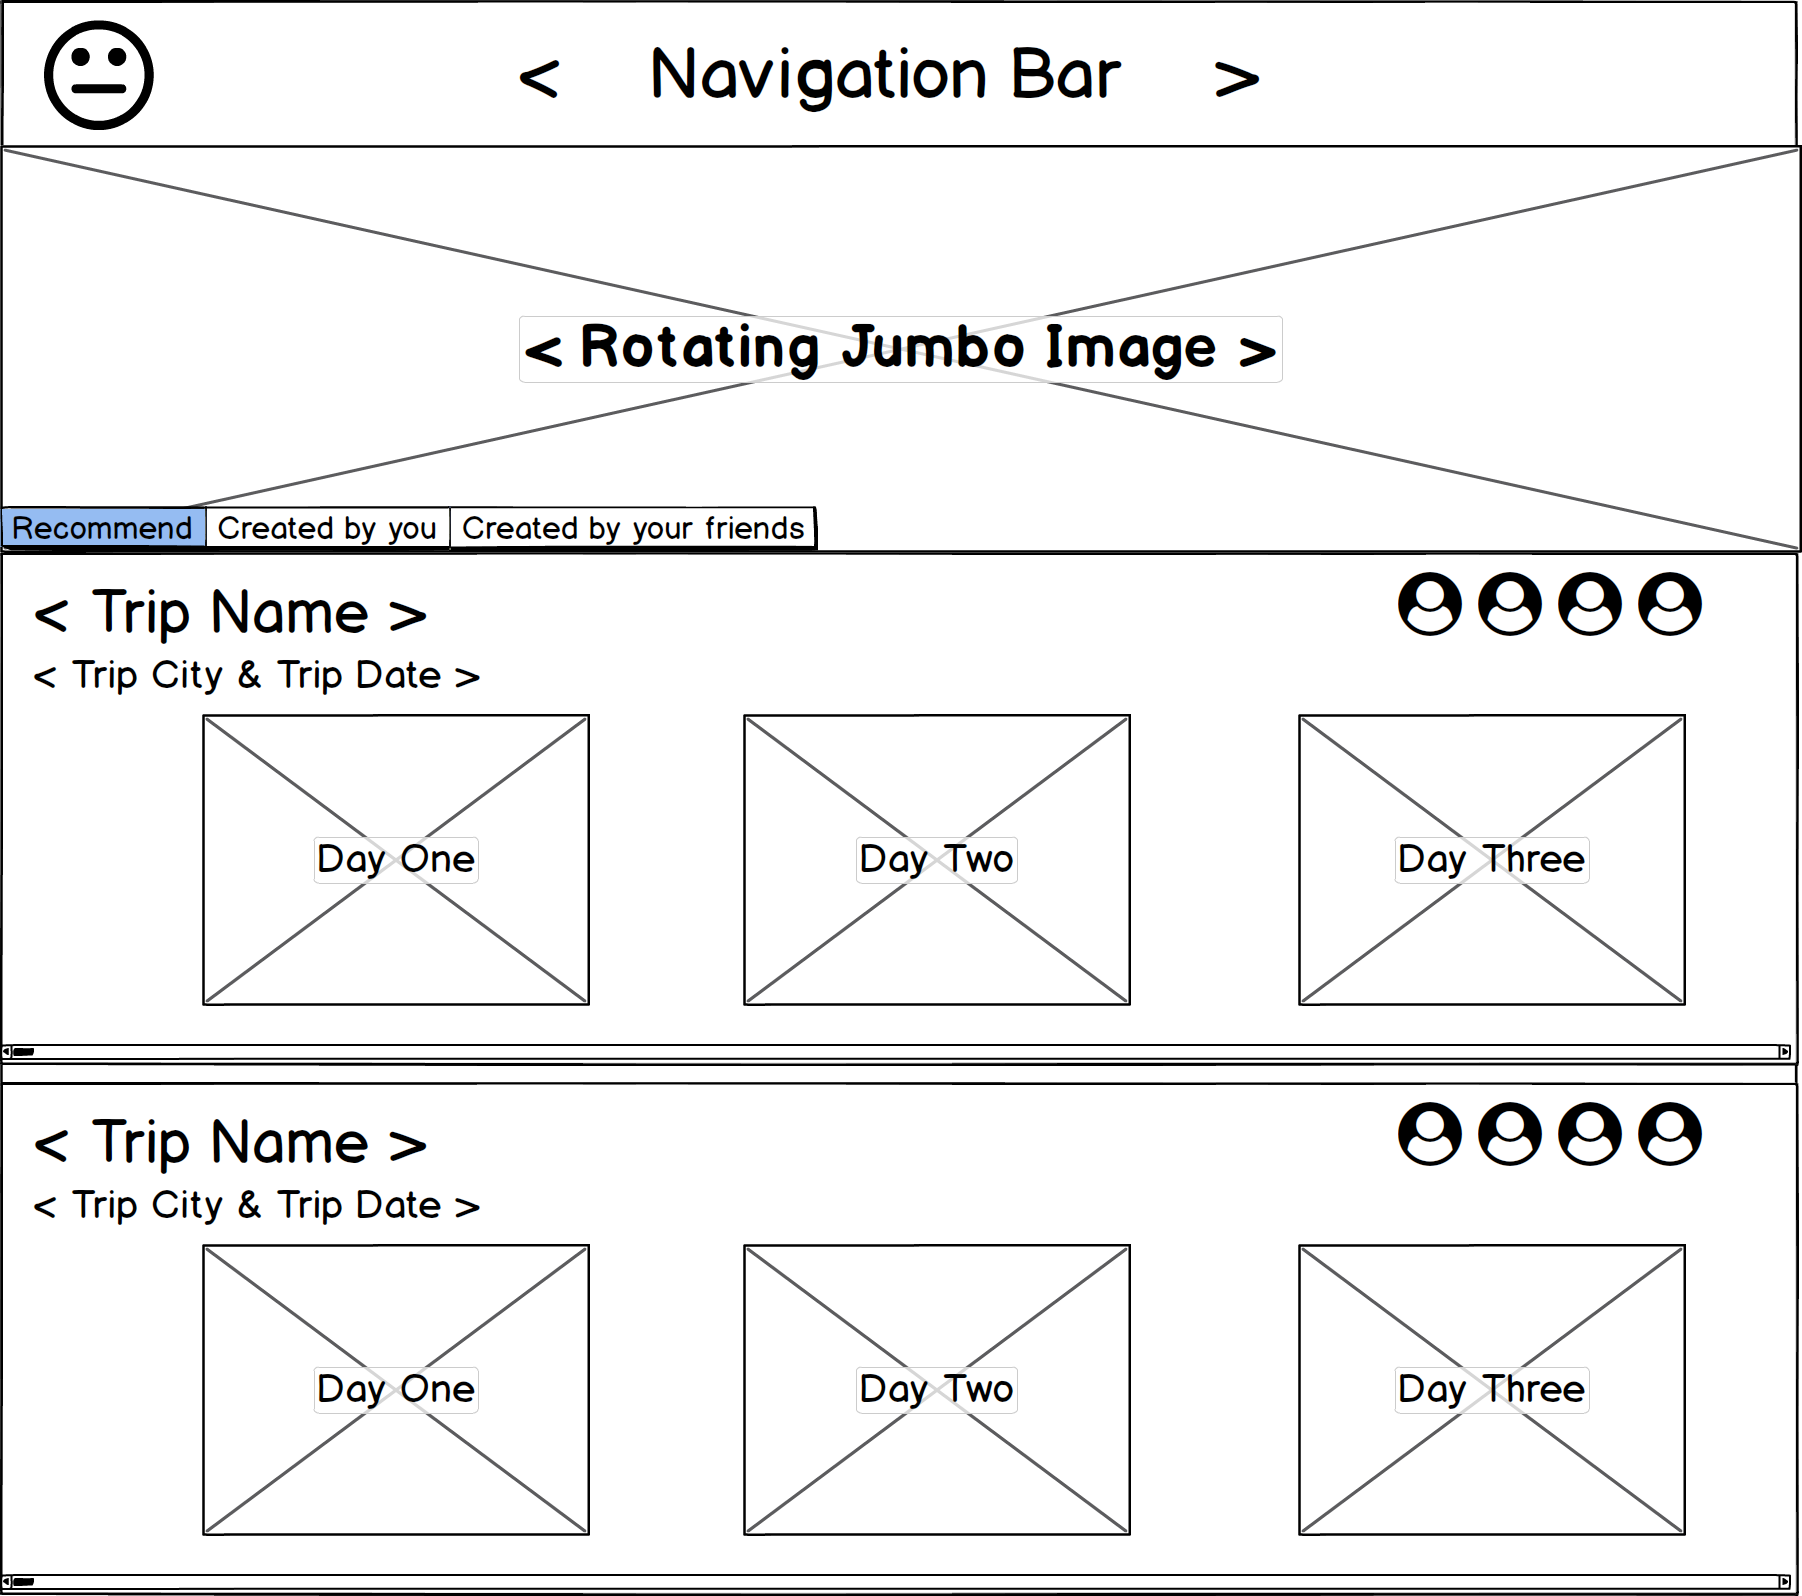 < Navigation Bar >
< Rotating Jumbo Image >
Recommend Created by you Created by your friends
< Trip Name >
< Trip City & Trip Date >
Day One Day Two Day Three
< Trip Name >
< Trip City & Trip Date >
Day One Day Two Day Three